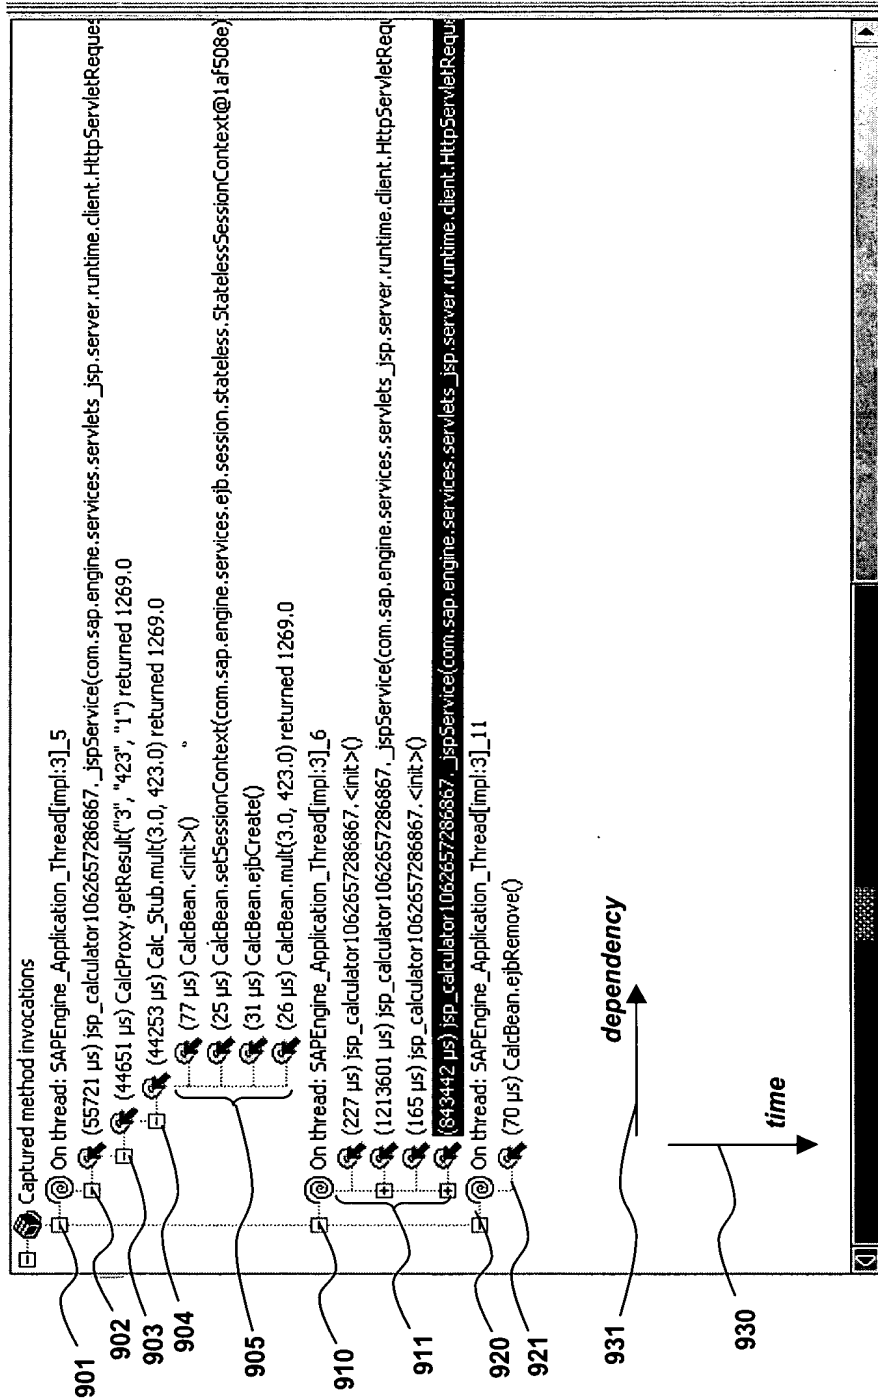 Captured method invocations
On thread: SAPEngine_Application_Thread[impl:3]_5
(55721 µs) jsp_calculator1062657286867._jspService(com.sap.engine.services.servlets_jsp.server.runtime.client.HttpServletReques
(44651 µs) CalcProxy.getResult("3", "423", "1") returned 1269.0
(44253 µs) Calc_Stub.mult(3.0, 423.0) returned 1269.0
(77 µs) CalcBean.<init>()
(25 µs) CalcBean.setSessionContext(com.sap.engine.services.ejb.session.stateless.StatelessSessionContext@1af508e)
(31 µs) CalcBean.ejbCreate()
(26 µs) CalcBean.mult(3.0, 423.0) returned 1269.0
On thread: SAPEngine_Application_Thread[impl:3]_6
(227 µs) jsp_calculator1062657286867.<init>()
(1213601 µs) jsp_calculator1062657286867._jspService(com.sap.engine.services.servlets_jsp.server.runtime.client.HttpServletRequ
(165 µs) jsp_calculator1062657286867.<init>()
(843442 µs) jsp_calculator1062657286867._jspService(com.sap.engine.services.servlets_jsp.server.runtime.client.HttpServletReque
On thread: SAPEngine_Application_Thread[impl:3]_11
(70 µs) CalcBean.ejbRemove()
dependency
time
901
902
903
904
905
910
911
920
921
931
930